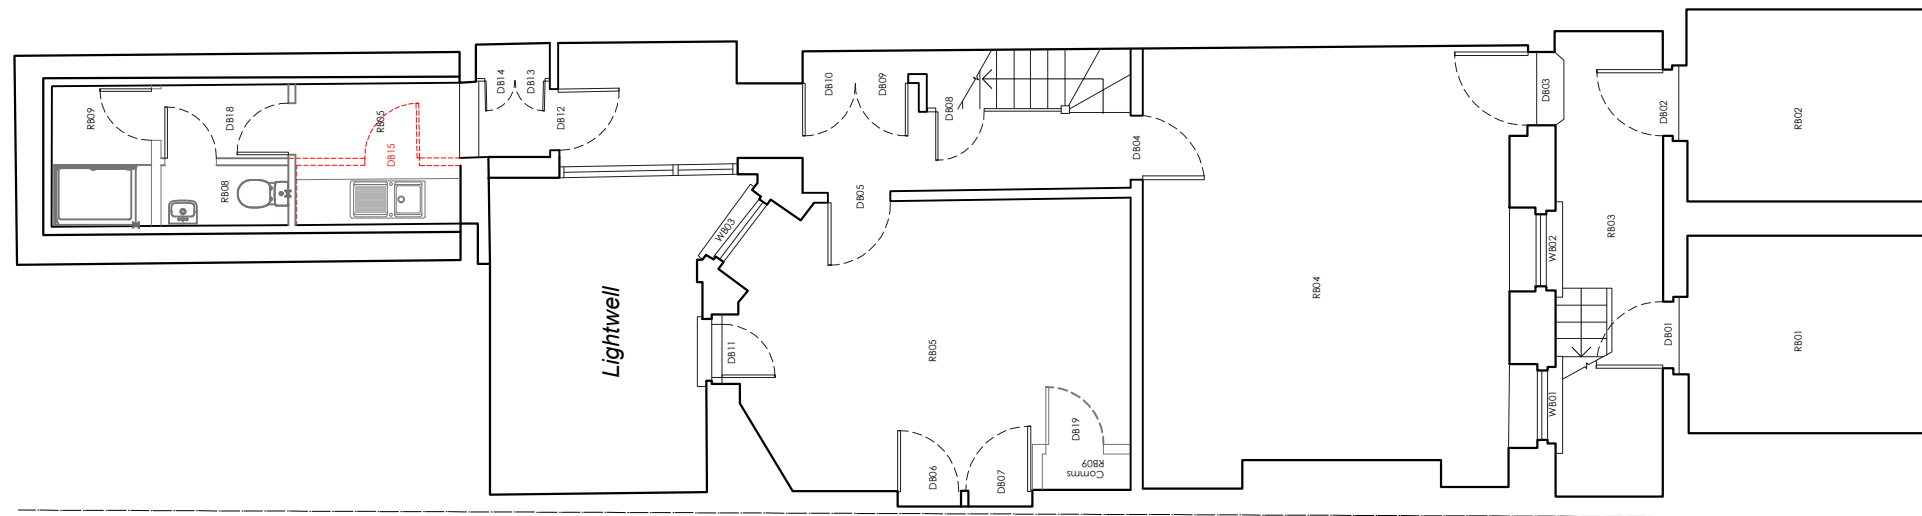 RB09
DB18
RB08
RB05
DB15
DB14
DB13
DB12
DB10
DB09
DB08
DB05
DB04
DB03
DB02
RB02
WB03
Lightwell
DB11
RB05
DB06
DB07
DB19
Comms
RB09
RB04
WB02
RB03
WB01
DB01
RB01